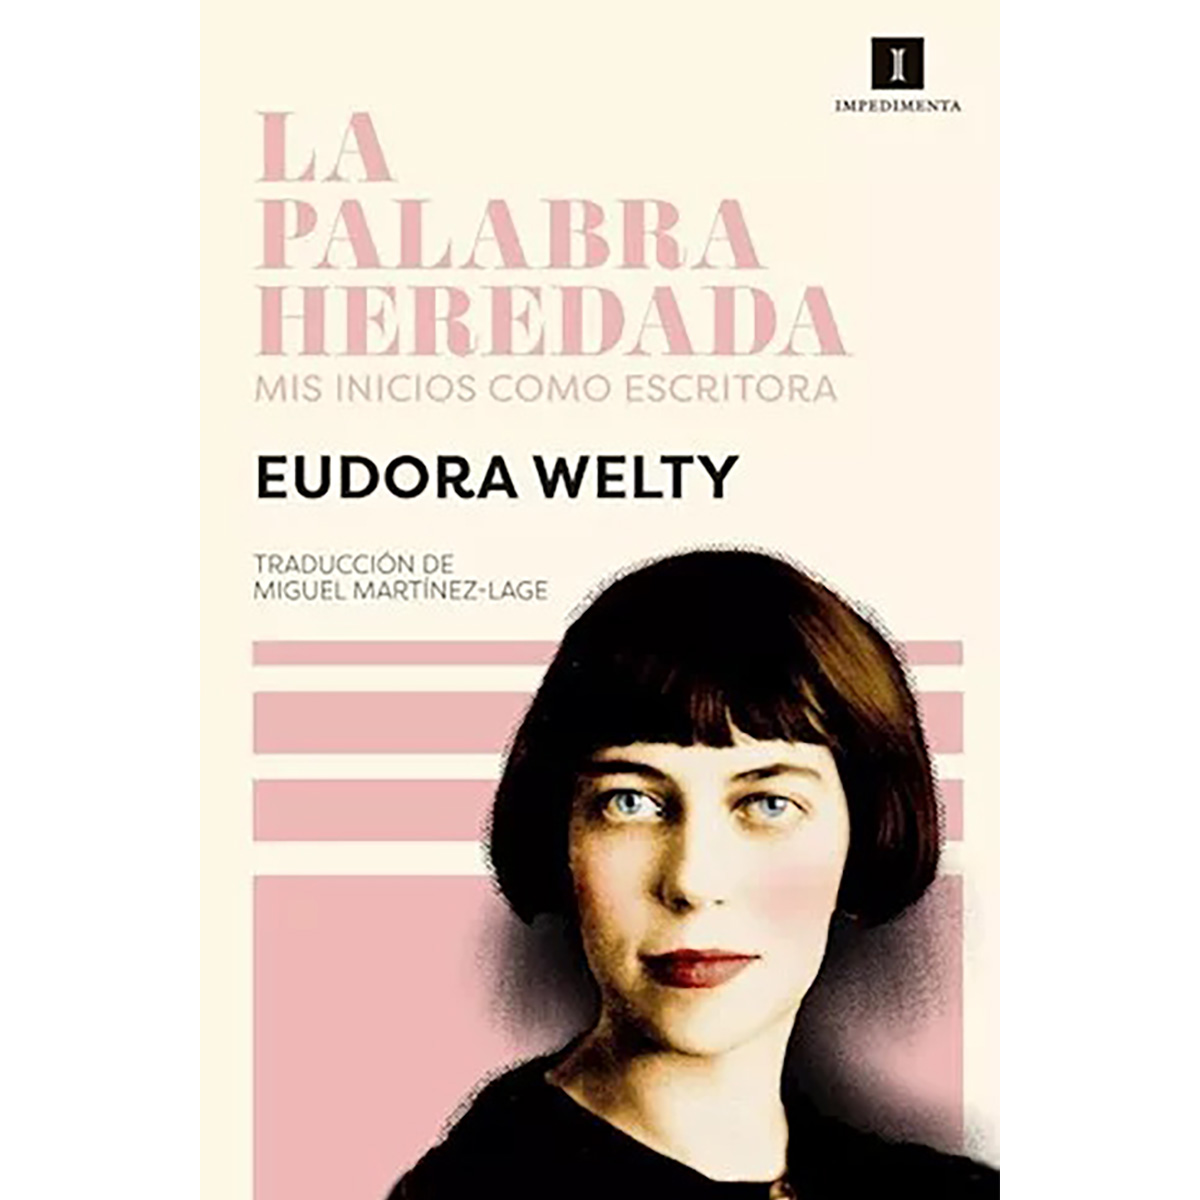 I
IMPEDIMENTA
LA
PALABRA
HEREDADA
MIS INICIOS COMO ESCRITORA
EUDORA WELTY
TRADUCCIÓN DE
MIGUEL MARTÍNEZ-LAGE